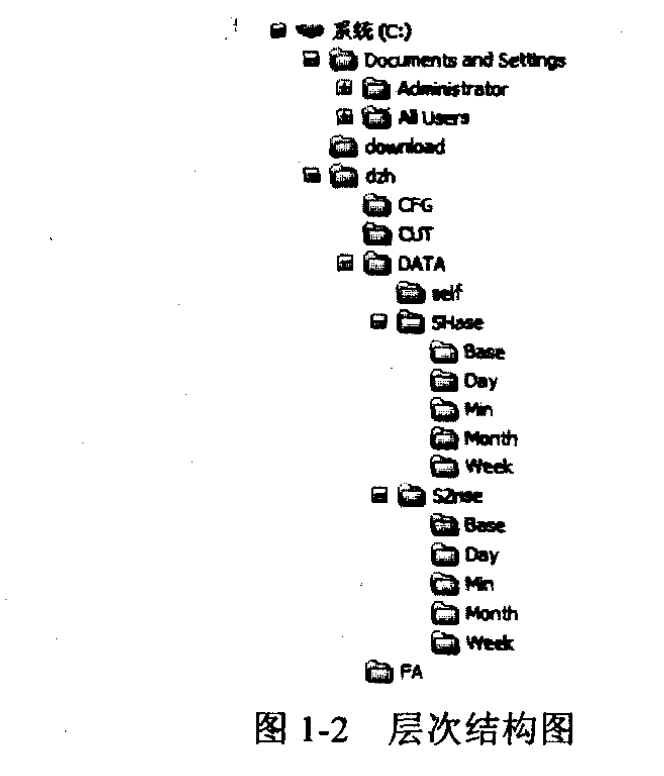 系统 (C:)
Documents and Settings
Administrator
All Users
download
dzh
CFG
CUT
DATA
self
SHase
Base
Day
Min
Month
Week
SZnse
Base
Day
Min
Month
Week
FA
图 1-2 层次结构图